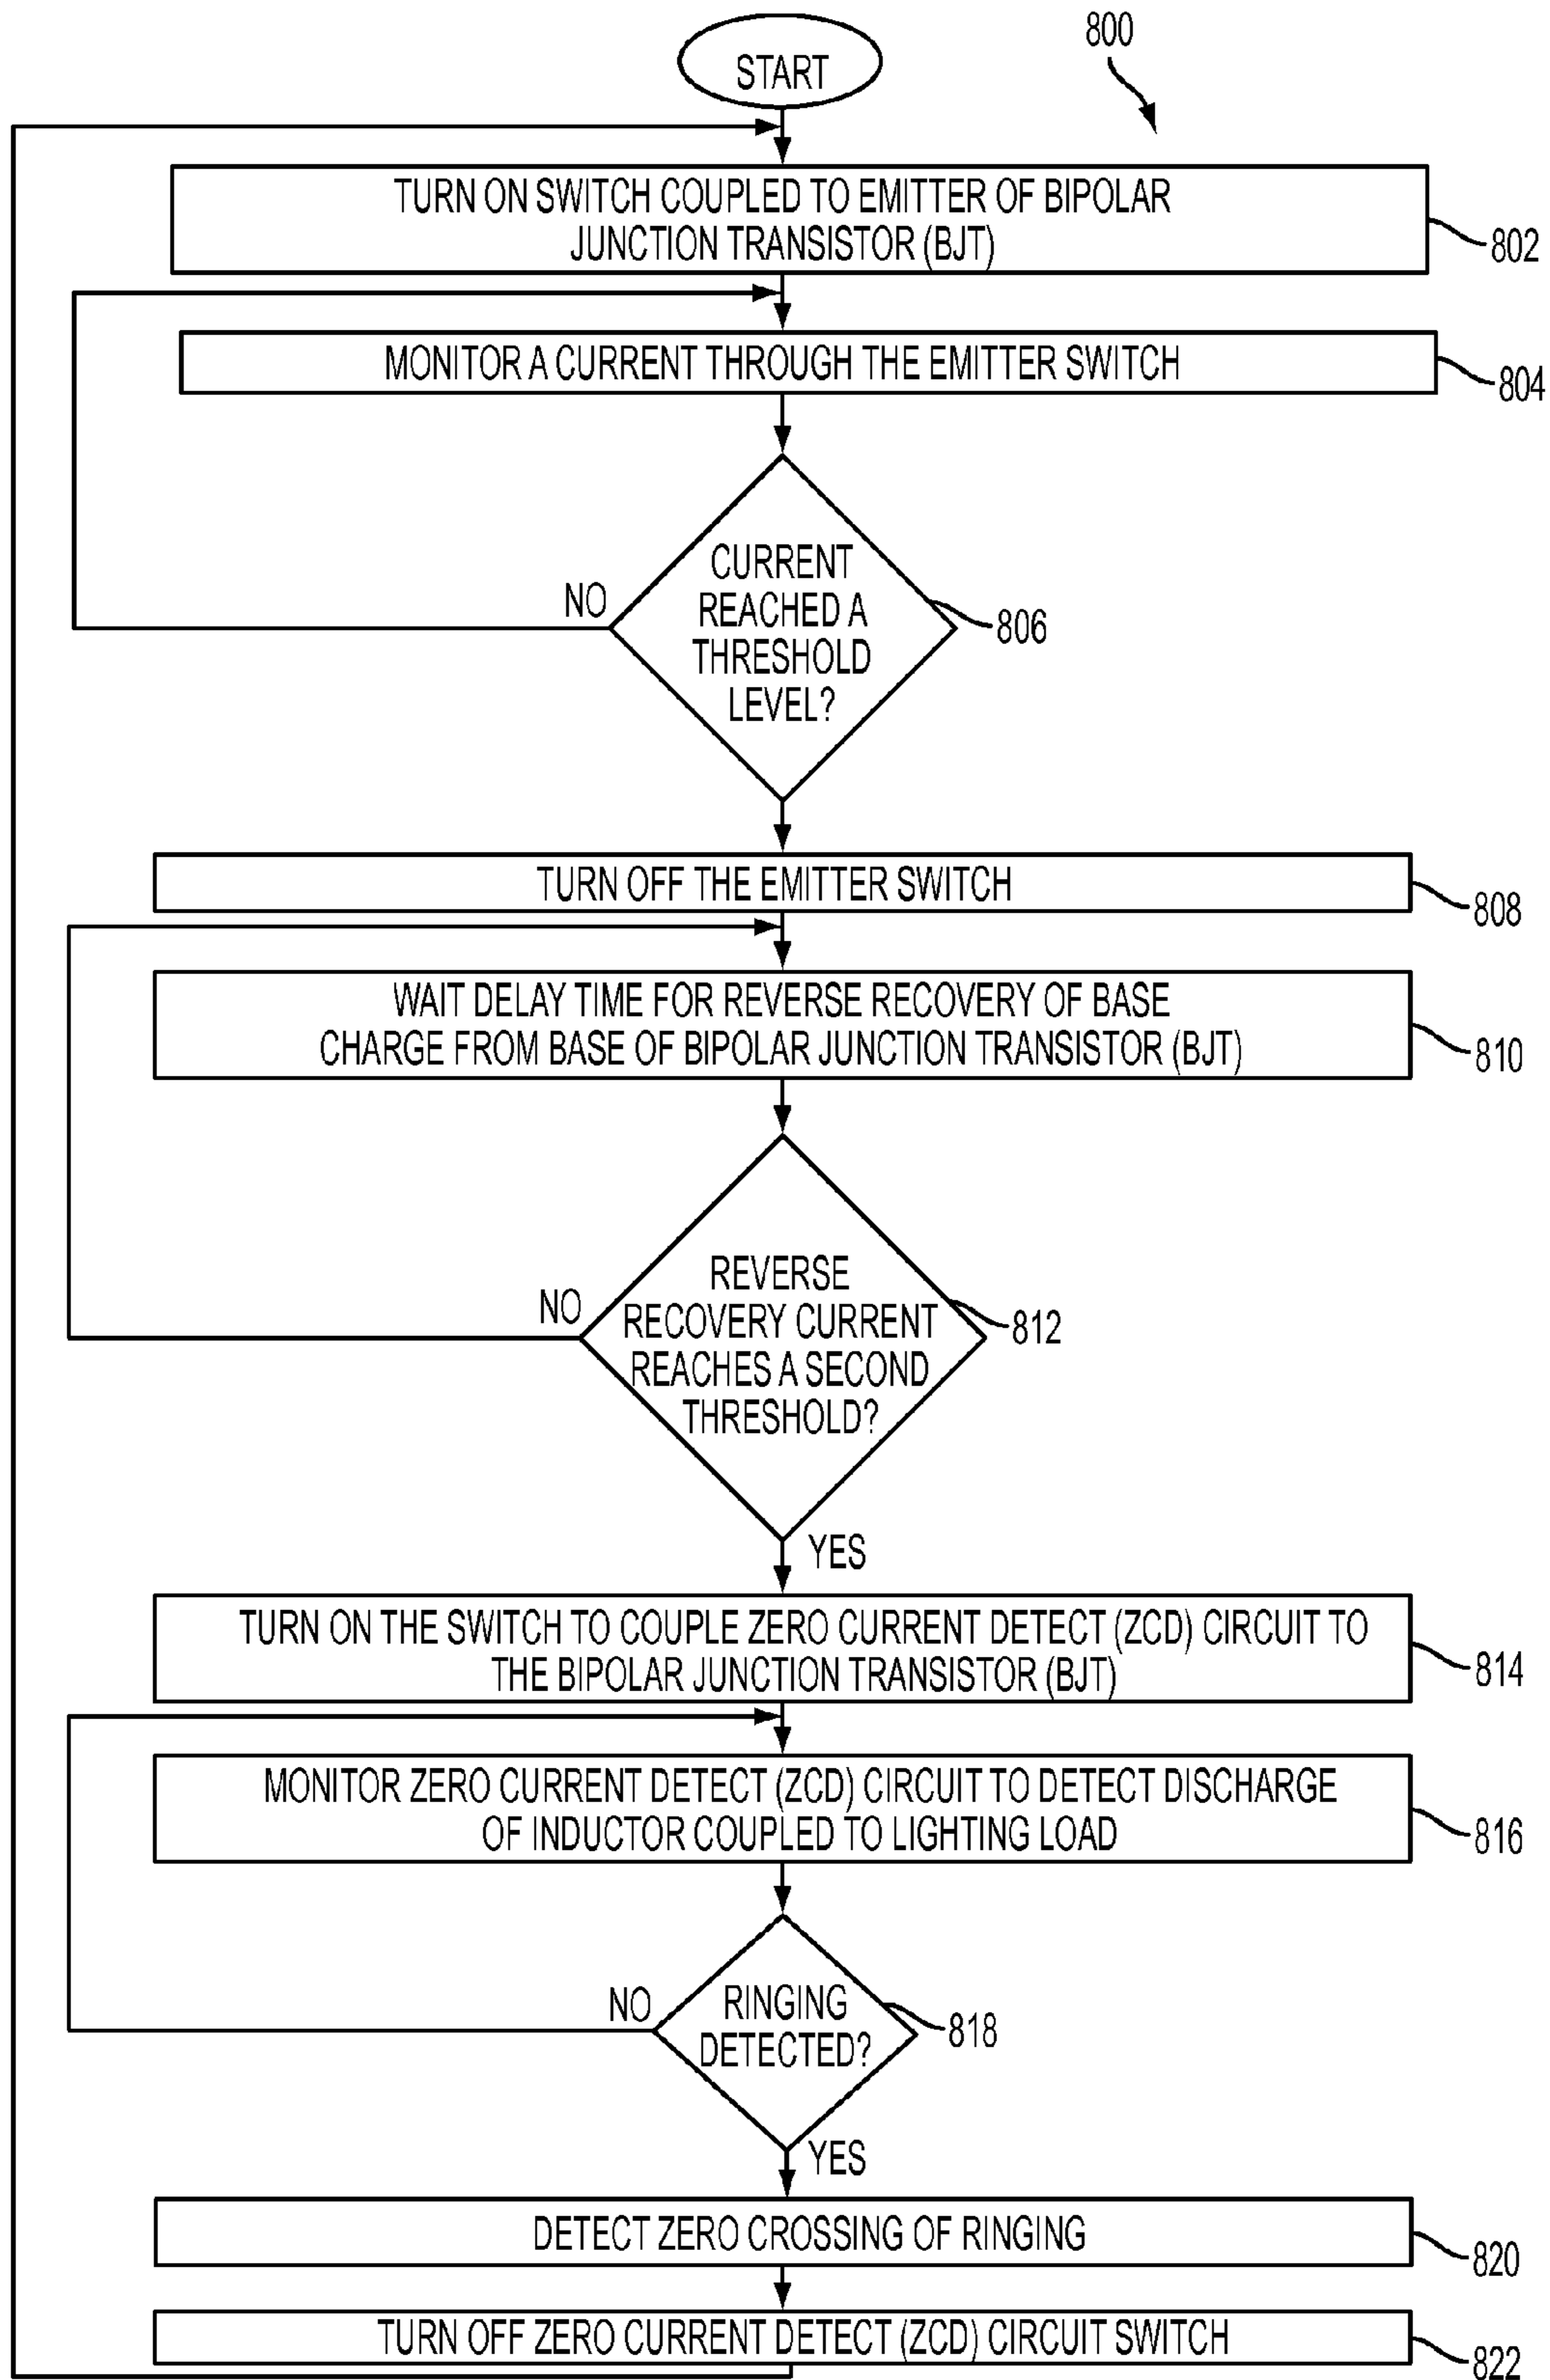 START
800
TURN ON SWITCH COUPLED TO EMITTER OF BIPOLAR
JUNCTION TRANSISTOR (BJT)
802
MONITOR A CURRENT THROUGH THE EMITTER SWITCH
804
CURRENT
REACHED A
THRESHOLD
LEVEL?
NO
806
TURN OFF THE EMITTER SWITCH
808
WAIT DELAY TIME FOR REVERSE RECOVERY OF BASE
CHARGE FROM BASE OF BIPOLAR JUNCTION TRANSISTOR (BJT)
810
REVERSE
RECOVERY CURRENT
REACHES A SECOND
THRESHOLD?
NO
812
YES
TURN ON THE SWITCH TO COUPLE ZERO CURRENT DETECT (ZCD) CIRCUIT TO
THE BIPOLAR JUNCTION TRANSISTOR (BJT)
814
MONITOR ZERO CURRENT DETECT (ZCD) CIRCUIT TO DETECT DISCHARGE
OF INDUCTOR COUPLED TO LIGHTING LOAD
816
RINGING
DETECTED?
NO
818
YES
DETECT ZERO CROSSING OF RINGING
820
TURN OFF ZERO CURRENT DETECT (ZCD) CIRCUIT SWITCH
822